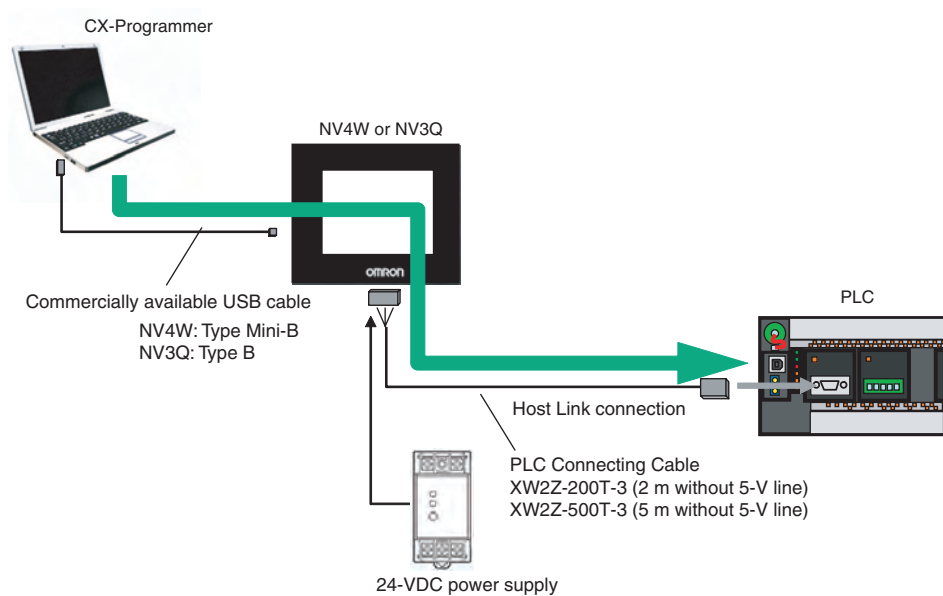 CX-Programmer
NV4W or NV3Q
OMRON
Commercially available USB cable
NV4W: Type Mini-B
NV3Q: Type B
PLC
Host Link connection
PLC Connecting Cable
XW2Z-200T-3 (2 m without 5-V line)
XW2Z-500T-3 (5 m without 5-V line)
24-VDC power supply